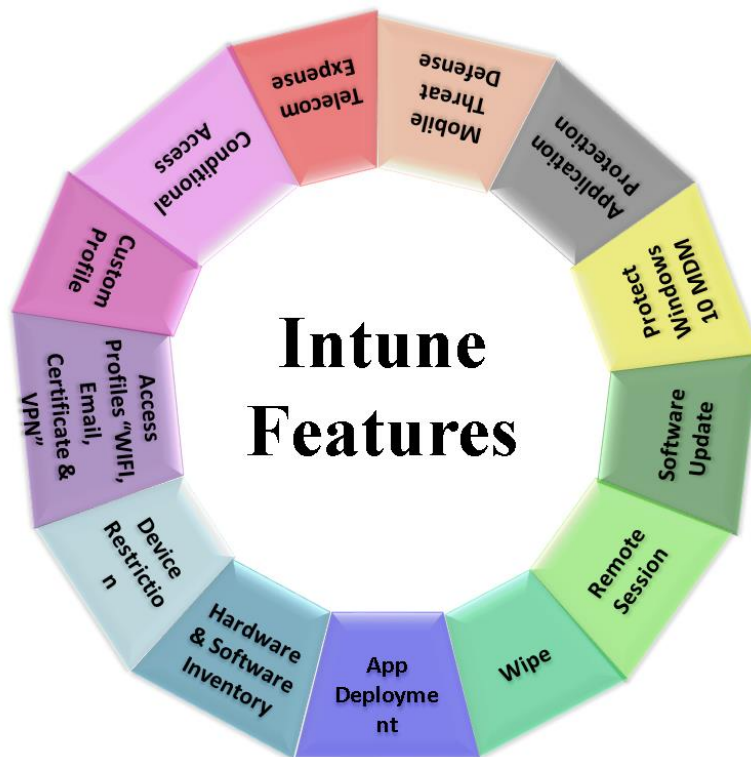 Intune
Features
Telecom
Expense
Mobile
Threat
Defense
Application
Protection
Protect
Windows
10 MDM
Software
Update
Remote
Session
Wipe
App
Deployme
nt
Hardware
& Software
Inventory
Device
Restrictio
n
Access
Profiles “WIFI,
Email,
Certificate &
VPN”
Custom
Profile
Conditional
Access